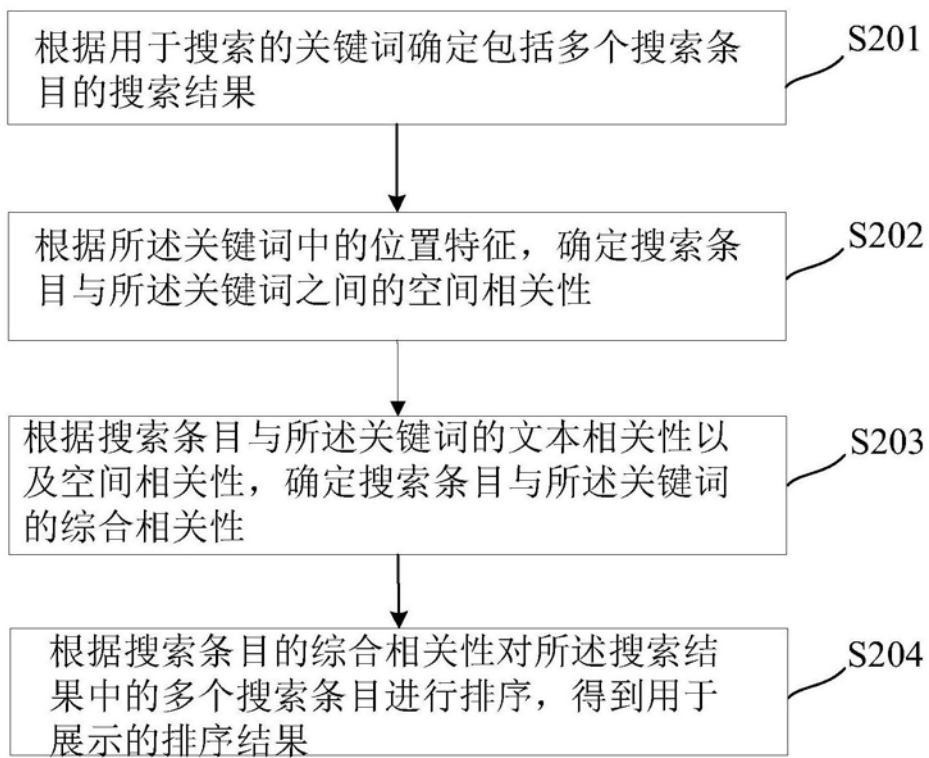 根据用于搜索的关键词确定包括多个搜索条
目的搜索结果
S201
根据所述关键词中的位置特征，确定搜索条
目与所述关键词之间的空间相关性
S202
根据搜索条目与所述关键词的文本相关性以
及空间相关性，确定搜索条目与所述关键词
的综合相关性
S203
根据搜索条目的综合相关性对所述搜索结
果中的多个搜索条目进行排序，得到用于
展示的排序结果
S204